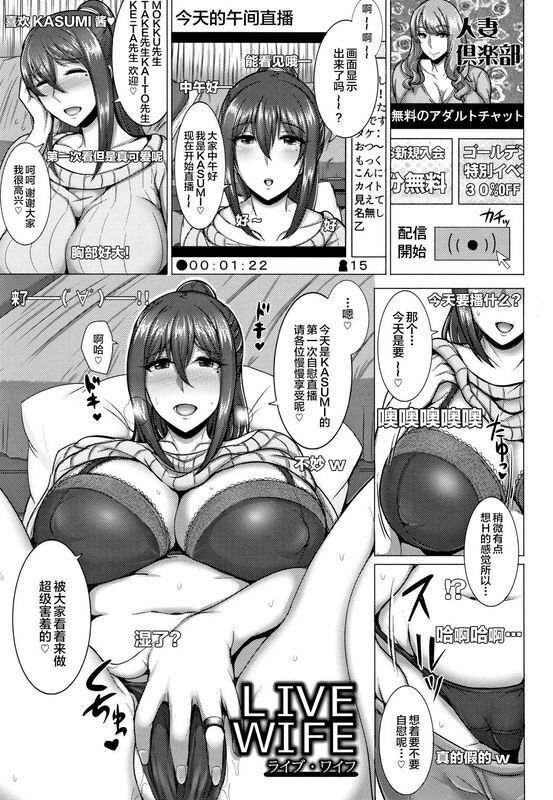 人妻
倶楽部
無料のアダルトチャット
新規入会
無料
ゴールデン
特別イベン
30%OFF
配信
開始
カチッ
今天的午间直播
画面显示
出来了吗?
~
啊~啊~
能看见哦—
中午好
大家中午好
我是KASUMI♡
现在开始直播
好~
00:01:22
15
喜欢 KASUMI 酱♡
MOKKU先生
TAKE先生KAITO先生
KE-TA先生 欢迎♡
第一次看但是真可爱呢
呵呵 谢谢大家
我很高兴♡
胸部好大!
今天要播什么?
那个…
今天是要~
噢噢噢噢噢
たゆっ
稍微有点
想H的感觉所以…
来了——(ﾟ∀ﾟ)——!!
啊哈♡
ドキ
ドキ
…嗯♡
今天是KASUMI的
第一次自慰直播
请各位慢慢享受呢♡
不妙 w
!?
哈啊哈啊…
想着要不要
自慰呢…♡
真的假的 w
被大家看着来做
超级害羞的♡
湿了?
くちゅっ
LIVE
WIFE
ライブ・ワイフ